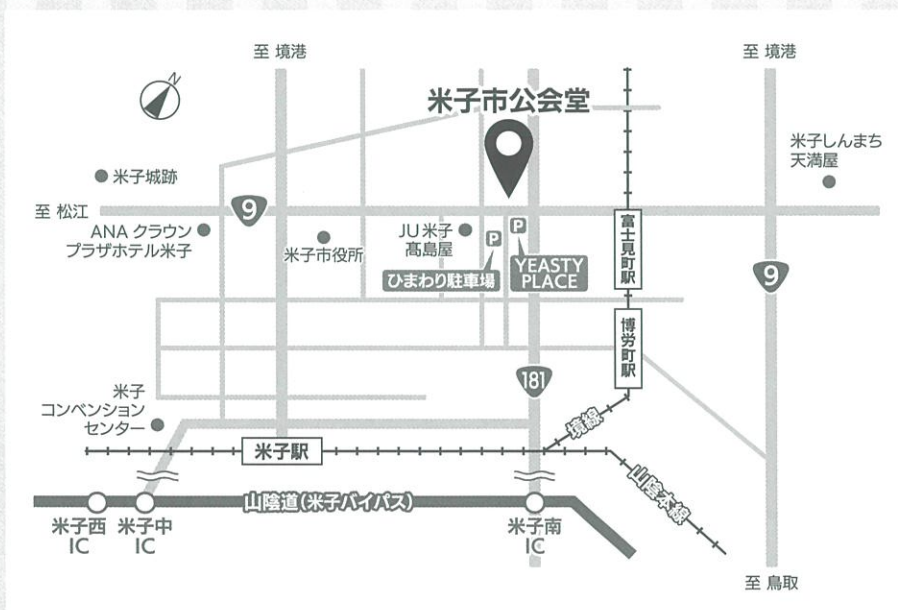 至 境港
至 境港
N
米子市公会堂
米子しんまち
天満屋
米子城跡
至 松江
9
ANA クラウン
プラザホテル米子
米子市役所
JU 米子
髙島屋
P
P
ひまわり駐車場
YEASTY
PLACE
富士見町駅
9
博労町駅
181
米子
コンベンション
センター
境線
米子駅
山陰本線
山陰道(米子バイパス)
米子西
IC
米子中
IC
米子南
IC
至 鳥取